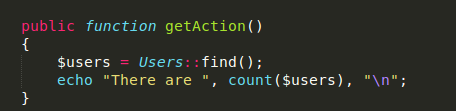 public function getAction()
{
    $users = Users::find();
    echo "There are ", count($users), "\n";
}